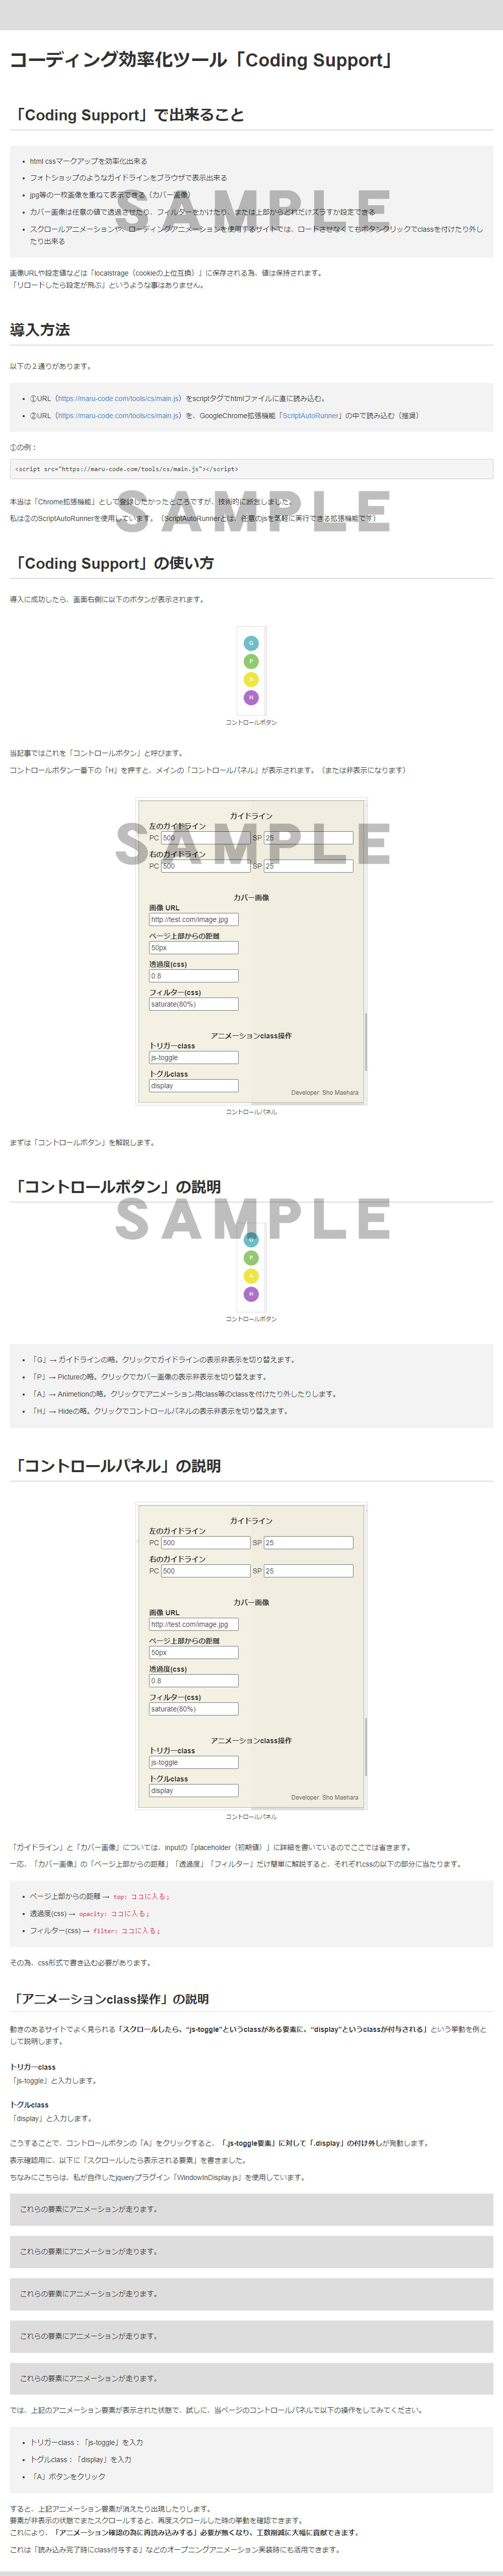 コーディング効率化ツール「Coding Support」
「Coding Support」で出来ること
html cssマークアップを効率化出来る
フォトショップのようなガイドラインをブラウザで表示出来る
jpg等の一枚画像を重ねて表示できる（カバー画像）
カバー画像は任意の値で透過させたり、フィルターをかけたり、または上部からどれだけズラすか設定できる
スクロールアニメーションや、ローディングアニメーションを使用するサイトでは、ロードさせなくてもボタンクリックでclassを付けたり外し
たり出来る
SAMPLE
画像URLや設定値などは「localstrage（cookieの上位互換）」に保存される為、値は保持されます。
「リロードしたら設定が飛ぶ」というような事はありません。
導入方法
以下の２通りがあります。
①URL（https://maru-code.com/tools/cs/main.js）をscriptタグでhtmlファイルに直に読み込む。
②URL（https://maru-code.com/tools/cs/main.js）を、GoogleChrome拡張機能「ScriptAutoRunner」の中で読み込む（推奨）
①の例：
<script src="https://maru-code.com/tools/cs/main.js"></script>
本当は「Chrome拡張機能」として登録したかったところですが、技術的に断念しました。
SAMPLE
私は②のScriptAutoRunnerを使用しています。（ScriptAutoRunnerとは、任意のjsを気軽に実行できる拡張機能です）
「Coding Support」の使い方
導入に成功したら、画面右側に以下のボタンが表示されます。
G
P
A
H
コントロールボタン
当記事ではこれを「コントロールボタン」と呼びます。
コントロールボタン一番下の「H」を押すと、メインの「コントロールパネル」が表示されます。（または非表示になります）
ガイドライン
左のガイドライン
PC 500 SP 25
SAMPLE
右のガイドライン
PC 500 SP 25
カバー画像
画像 URL
http://test.com/image.jpg
ページ上部からの距離
50px
透過度(css)
0.8
フィルター(css)
saturate(80%)
アニメーションclass操作
トリガーclass
js-toggle
トグルclass
display
Developer: Sho Maehara
コントロールパネル
まずは「コントロールボタン」を解説します。
「コントロールボタン」の説明
SAMPLE
G
P
A
H
コントロールボタン
「G」→ ガイドラインの略。クリックでガイドラインの表示非表示を切り替えます。
「P」→ Pictureの略。クリックでカバー画像の表示非表示を切り替えます。
「A」→ Animetionの略。クリックでアニメーション用class等のclassを付けたり外したりします。
「H」→ Hideの略。クリックでコントロールパネルの表示非表示を切り替えます。
「コントロールパネル」の説明
ガイドライン
左のガイドライン
PC 500 SP 25
右のガイドライン
PC 500 SP 25
カバー画像
画像 URL
http://test.com/image.jpg
ページ上部からの距離
50px
透過度(css)
0.8
フィルター(css)
saturate(80%)
アニメーションclass操作
トリガーclass
js-toggle
トグルclass
display
Developer: Sho Maehara
コントロールパネル
「ガイドライン」と「カバー画像」については、inputの「placeholder（初期値）」に詳細を書いているのでここでは省きます。
一応、「カバー画像」の「ページ上部からの距離」「透過度」「フィルター」だけ簡単に解説すると、それぞれcssの以下の部分に当たります。
ページ上部からの距離 → top: ココに入る;
透過度(css) → opacity: ココに入る;
フィルター(css) → filter: ココに入る;
その為、css形式で書き込む必要があります。
「アニメーションclass操作」の説明
動きのあるサイトでよく見られる「スクロールしたら、“js-toggle”というclassがある要素に、“display”というclassが付与される」という挙動を例と
して説明します。
トリガーclass
「js-toggle」と入力します。
トグルclass
「display」と入力します。
こうすることで、コントロールボタンの「A」をクリックすると、「.js-toggle要素」に対して「.display」の付け外しが発動します。
表示確認用に、以下に「スクロールしたら表示される要素」を書きました。
ちなみにこちらは、私が自作したjqueryプラグイン「WindowInDisplay.js」を使用しています。
これらの要素にアニメーションが走ります。
これらの要素にアニメーションが走ります。
これらの要素にアニメーションが走ります。
これらの要素にアニメーションが走ります。
これらの要素にアニメーションが走ります。
では、上記のアニメーション要素が表示された状態で、試しに、当ページのコントロールパネルで以下の操作をしてみてください。
トリガーclass：「js-toggle」を入力
トグルclass：「display」を入力
「A」ボタンをクリック
すると、上記アニメーション要素が消えたり出現したりします。
要素が非表示の状態でまたスクロールすると、再度スクロールした時の挙動を確認できます。
これにより、「アニメーション確認の為に再読み込みする」必要が無くなり、工数削減に大幅に貢献できます。
これは「読み込み完了時にclass付与する」などのオープニングアニメーション実装時にも活用できます。